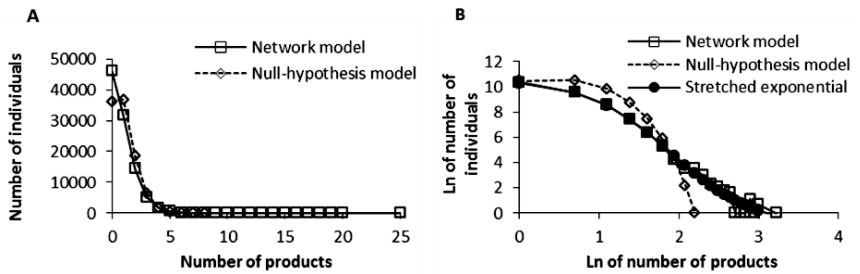 A
Network model
Null-hypothesis model
Number of individuals
50000
40000
30000
20000
10000
0
0 5 10 15 20 25
Number of products
B
Network model
Null-hypothesis model
Stretched exponential
Ln of number of
individuals
12
10
8
6
4
2
0
0 1 2 3 4
Ln of number of products